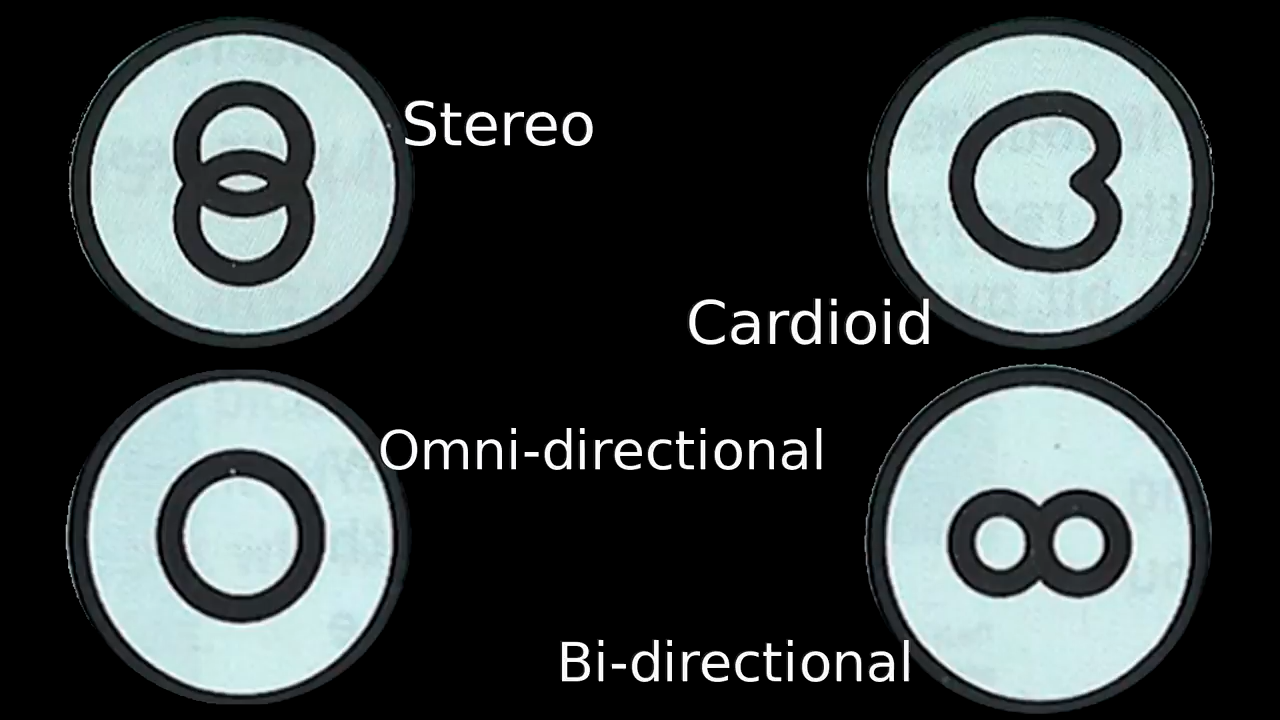 Stereo
Cardioid
Omni-directional
Bi-directional